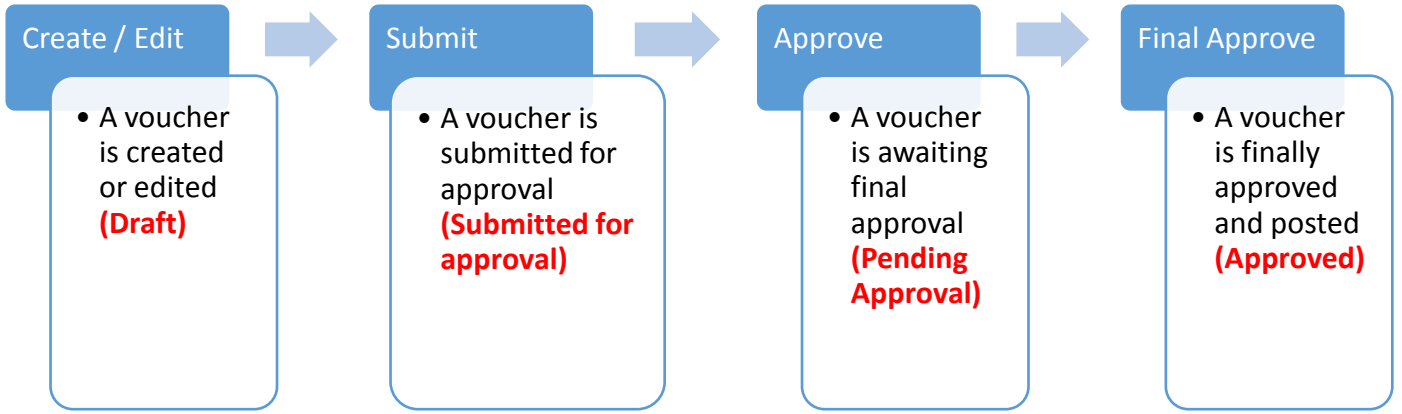 Create / Edit
• A voucher
is created
or edited
(Draft)
Submit
• A voucher is
submitted for
approval
(Submitted for
approval)
Approve
• A voucher
is awaiting
final
approval
(Pending
Approval)
Final Approve
• A voucher
is finally
approved
and posted
(Approved)